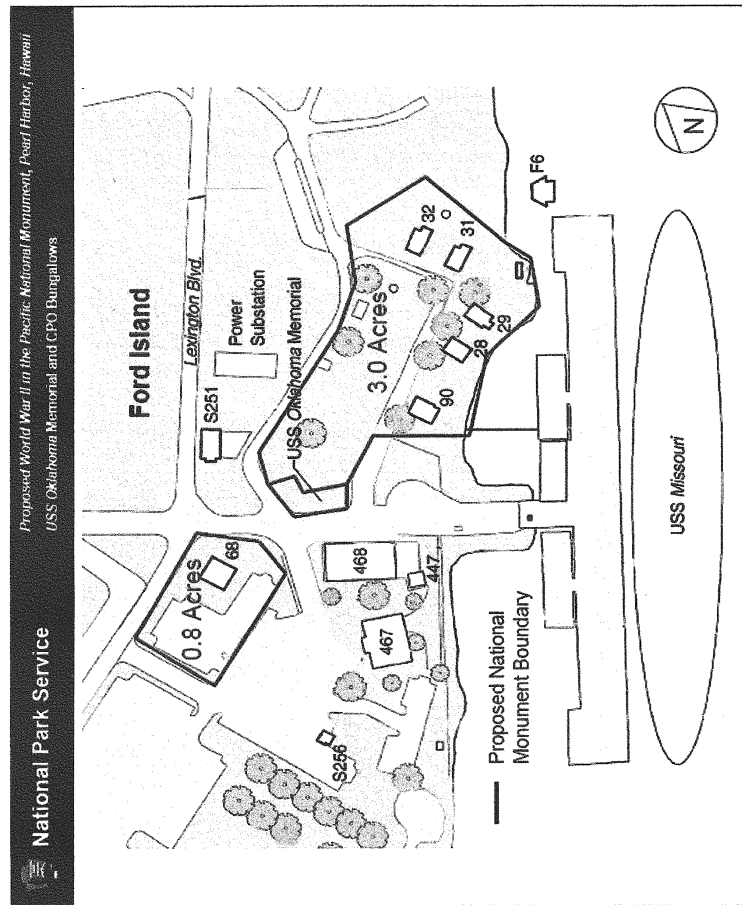 National Park Service
Proposed World War II in the Pacific National Monument, Pearl Harbor, Hawaii
USS Oklahoma Memorial and CPO Bungalows
Ford Island
Lexington Blvd.
S251
Power
Substation
USS Oklahoma Memorial
3.0 Acres
32
31
29
28
90
F6
68
0.8 Acres
468
447
467
S256
Proposed National
Monument Boundary
USS Missouri
N